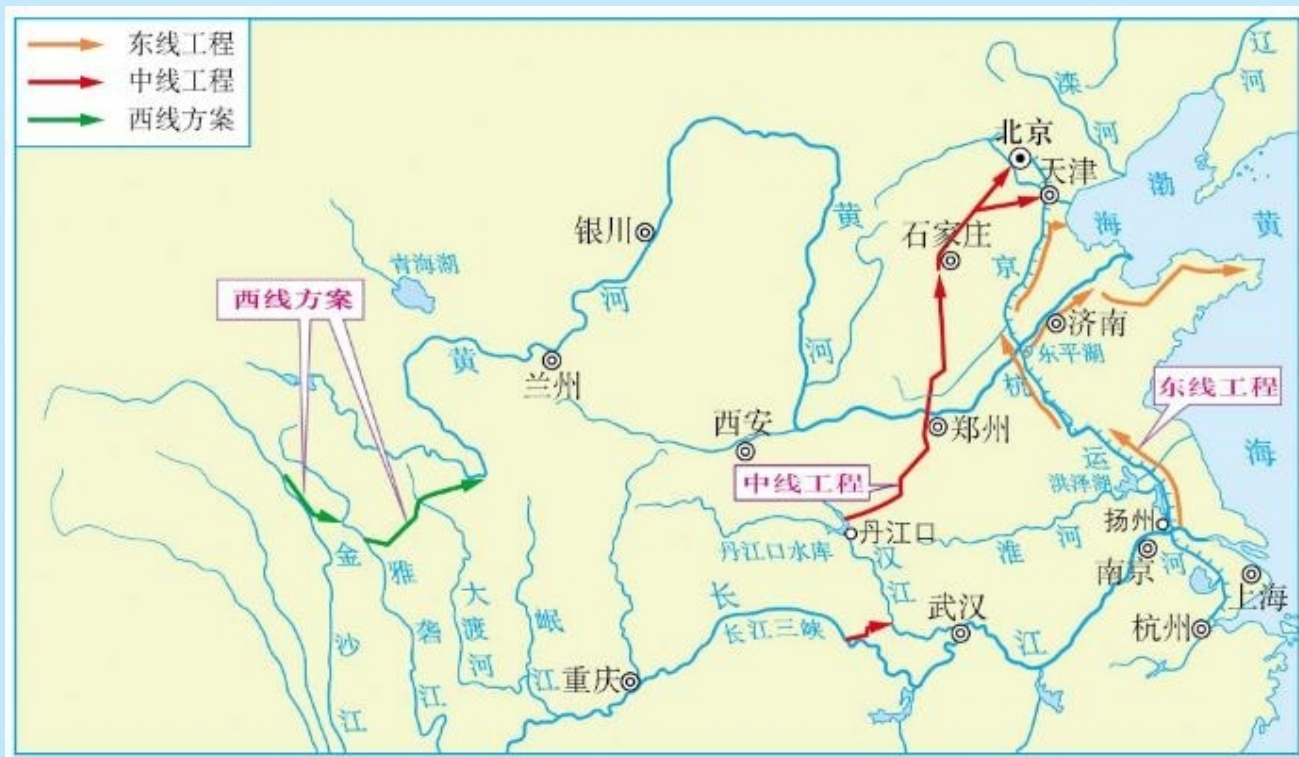 东线工程
中线工程
西线方案
辽河
滦河
北京
天津
渤海
黄海
银川
黄河
石家庄
青海湖
西线方案
京杭运河
济南
东平湖
黄河
兰州
东线工程
西安
郑州
中线工程
洪泽湖
扬州
丹江口
丹江口水库
汉江
淮河
南京
上海
金沙江
雅砻江
大渡河
岷江
长江
长江三峡
武汉
杭州
重庆